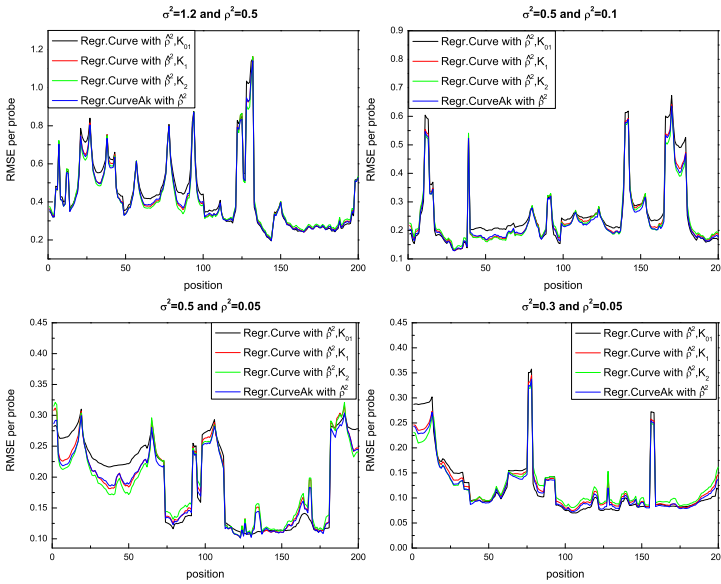 σ²=1.2 and ρ²=0.5
Regr.Curve with ρ̂²,K₀₁
Regr.Curve with ρ̂²,K₁
Regr.Curve with ρ̂²,K₂
Regr.CurveAk with ρ̂²
RMSE per probe
1.2
1.0
0.8
0.6
0.4
0.2
0
50
100
150
200
position
σ²=0.5 and ρ²=0.1
Regr.Curve with ρ̂²,K₀₁
Regr.Curve with ρ̂²,K₁
Regr.Curve with ρ̂²,K₂
Regr.CurveAk with ρ̂²
RMSE per probe
0.9
0.8
0.7
0.6
0.5
0.4
0.3
0.2
0.1
0
50
100
150
200
position
σ²=0.5 and ρ²=0.05
Regr.Curve with ρ̂²,K₀₁
Regr.Curve with ρ̂²,K₁
Regr.Curve with ρ̂²,K₂
Regr.CurveAk with ρ̂²
RMSE per probe
0.45
0.40
0.35
0.30
0.25
0.20
0.15
0.10
0
50
100
150
200
position
σ²=0.3 and ρ²=0.05
Regr.Curve with ρ̂²,K₀₁
Regr.Curve with ρ̂²,K₁
Regr.Curve with ρ̂²,K₂
Regr.CurveAk with ρ̂²
RMSE per probe
0.45
0.40
0.35
0.30
0.25
0.20
0.15
0.10
0.05
0.00
0
50
100
150
200
position